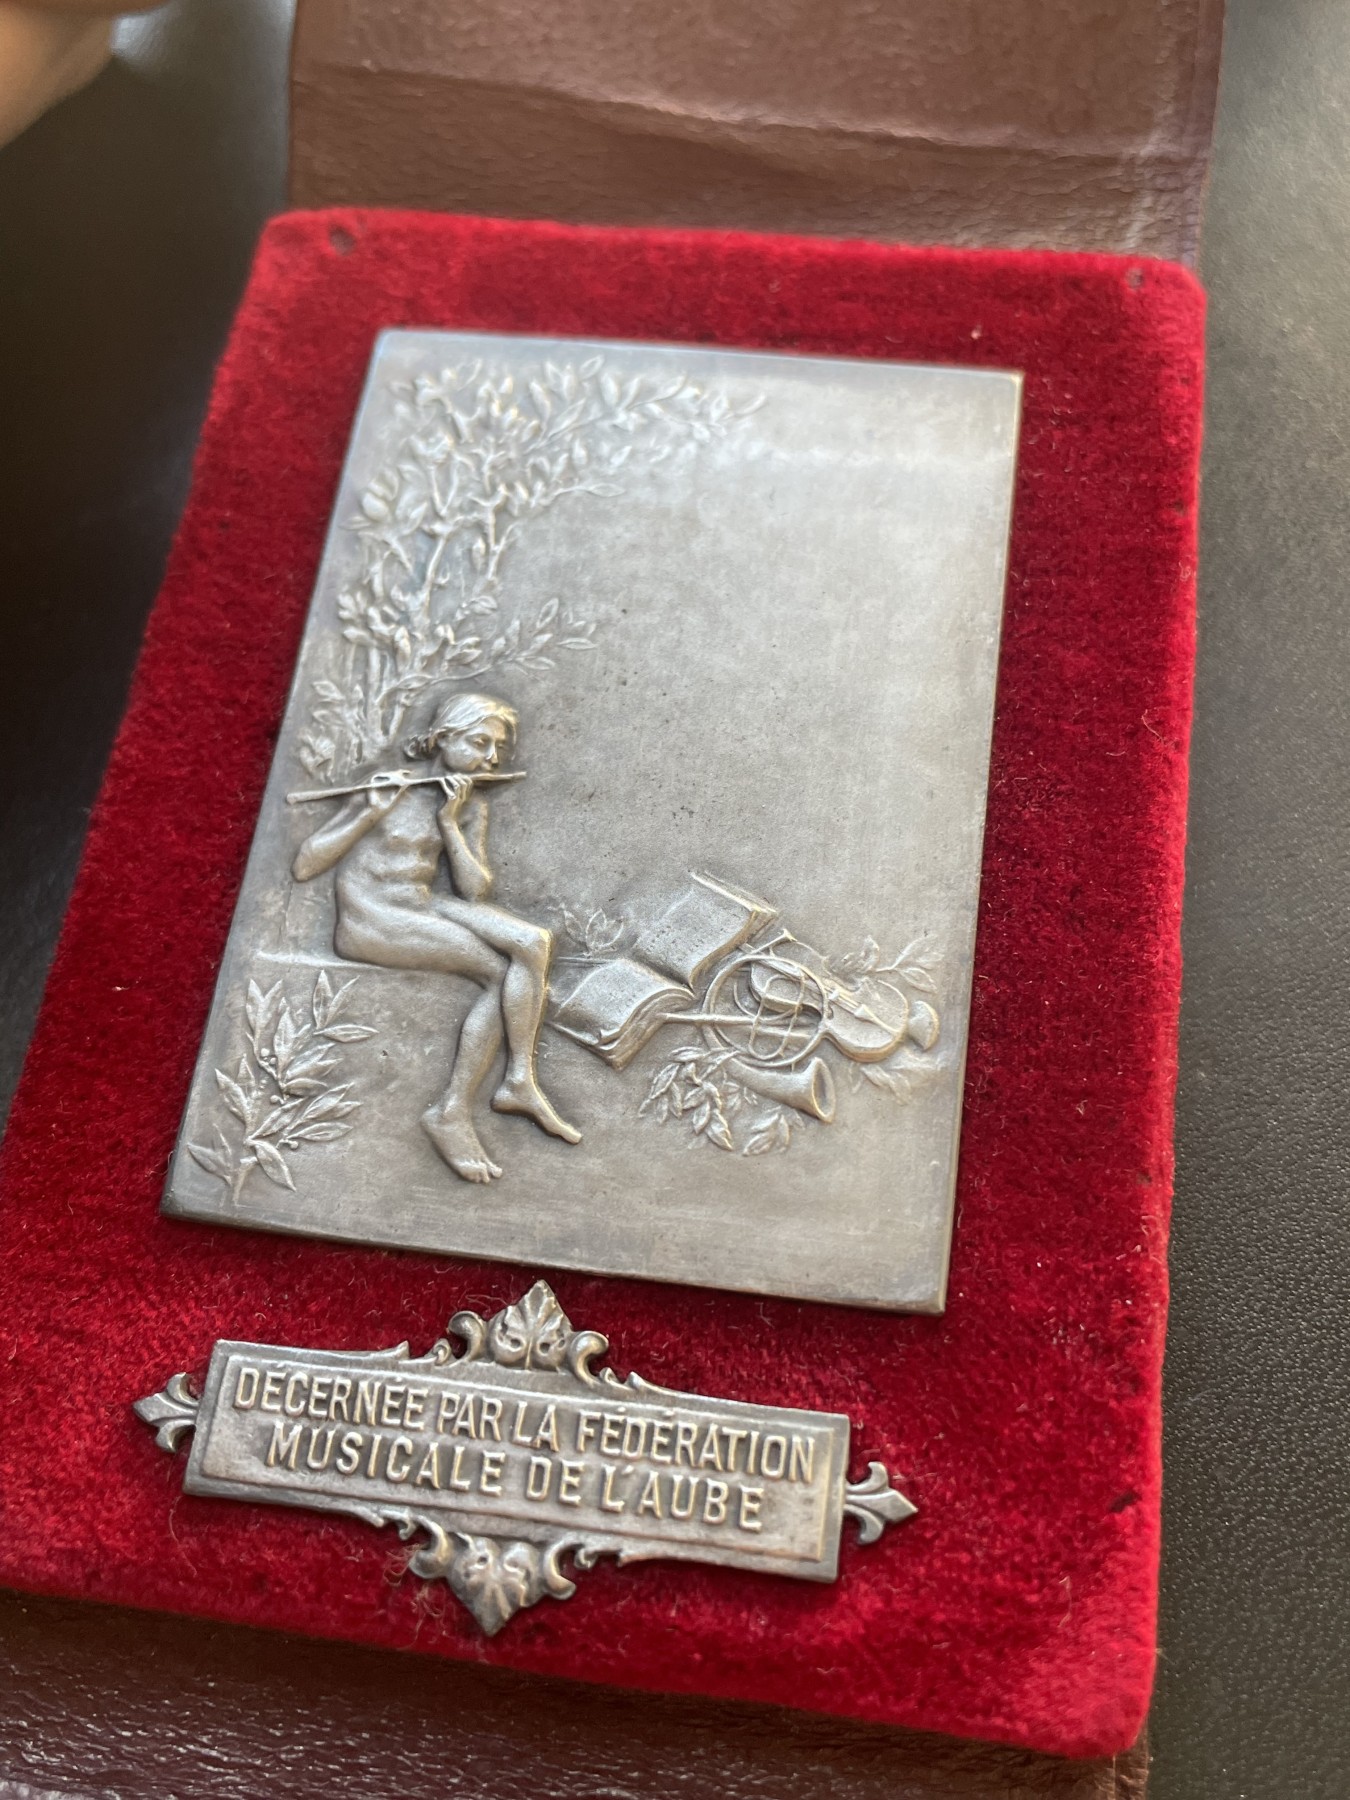 DÉCERNÉE PAR LA FÉDÉRATION
MUSICALE DE L'AUBE